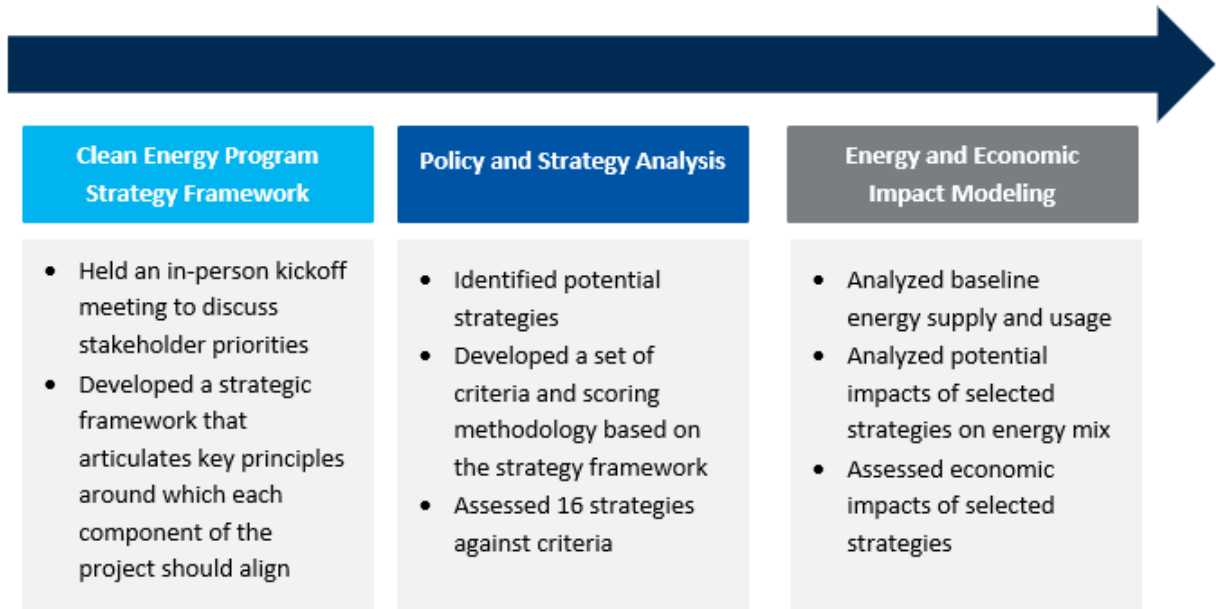 Clean Energy Program
Strategy Framework
• Held an in-person kickoff
meeting to discuss
stakeholder priorities
• Developed a strategic
framework that
articulates key principles
around which each
component of the
project should align
Policy and Strategy Analysis
• Identified potential
strategies
• Developed a set of
criteria and scoring
methodology based on
the strategy framework
• Assessed 16 strategies
against criteria
Energy and Economic
Impact Modeling
• Analyzed baseline
energy supply and usage
• Analyzed potential
impacts of selected
strategies on energy mix
• Assessed economic
impacts of selected
strategies